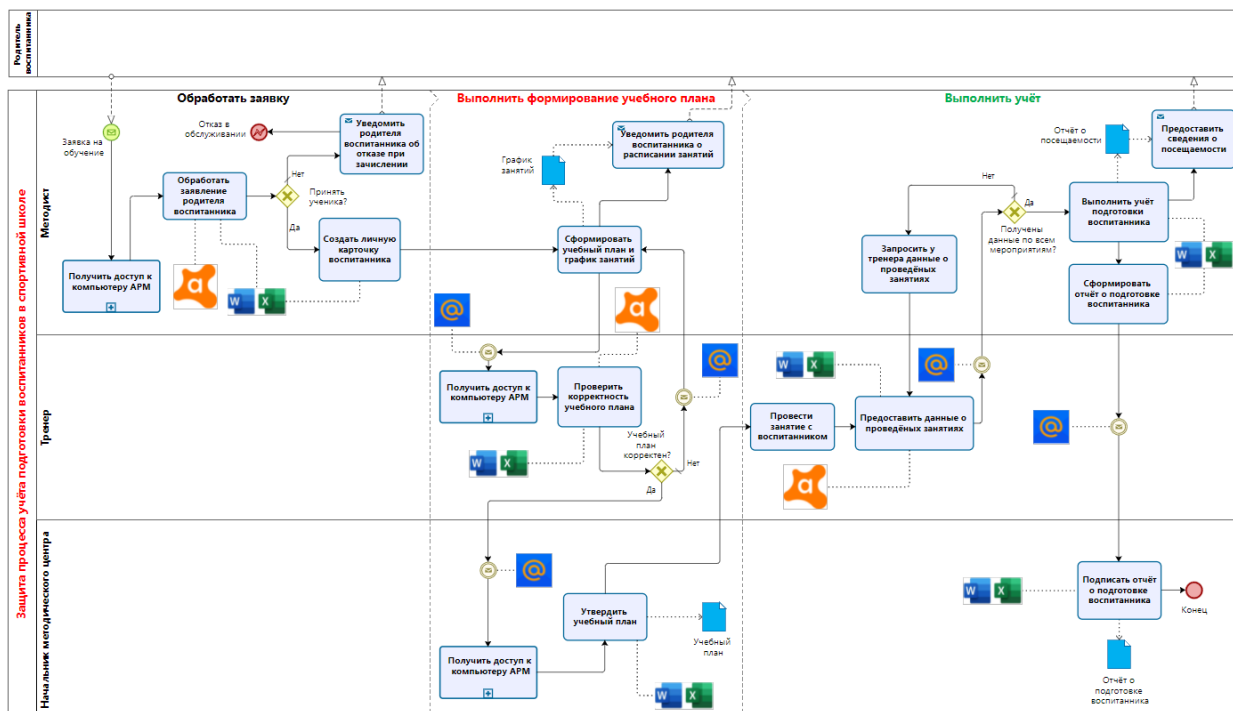 Родитель
воспитанника
Защита процесса учёта подготовки воспитанников в спортивной школе
Обработать заявку
Выполнить формирование учебного плана
Выполнить учёт
Методист
Заявка на
обучение
Получить доступ к
компьютеру АРМ
Обработать
заявление
родителя
воспитанника
Отказ в
обслуживании
Уведомить
родителя
воспитанника об
отказе при
зачислении
Нет
Принять
ученика?
Да
Создать личную
карточку
воспитанника
a
W
X
График
занятий
Уведомить родителя
воспитанника о
расписании занятий
Сформировать
учебный план и
график занятий
@
a
Нет
Да
Получены
данные по всем
мероприятиям?
Запросить у
тренера данные о
проведёных
занятиях
Отчёт о
посещаемости
Предоставить
сведения о
посещаемости
Выполнить учёт
подготовки
воспитанника
W
X
Сформировать
отчёт о подготовке
воспитанника
Тренер
Получить доступ к
компьютеру АРМ
Проверить
корректность
учебного плана
@
W
X
Учебный
план
корректен?
Нет
Да
Провести
занятие с
воспитанником
W
X
Предоставить данные о
проведёных занятиях
@
a
@
Начальник методического центра
@
Получить доступ к
компьютеру АРМ
Утвердить
учебный план
Учебный
план
W
X
W
X
Подписать отчёт
о подготовке
воспитанника
Конец
Отчёт о
подготовке
воспитанника